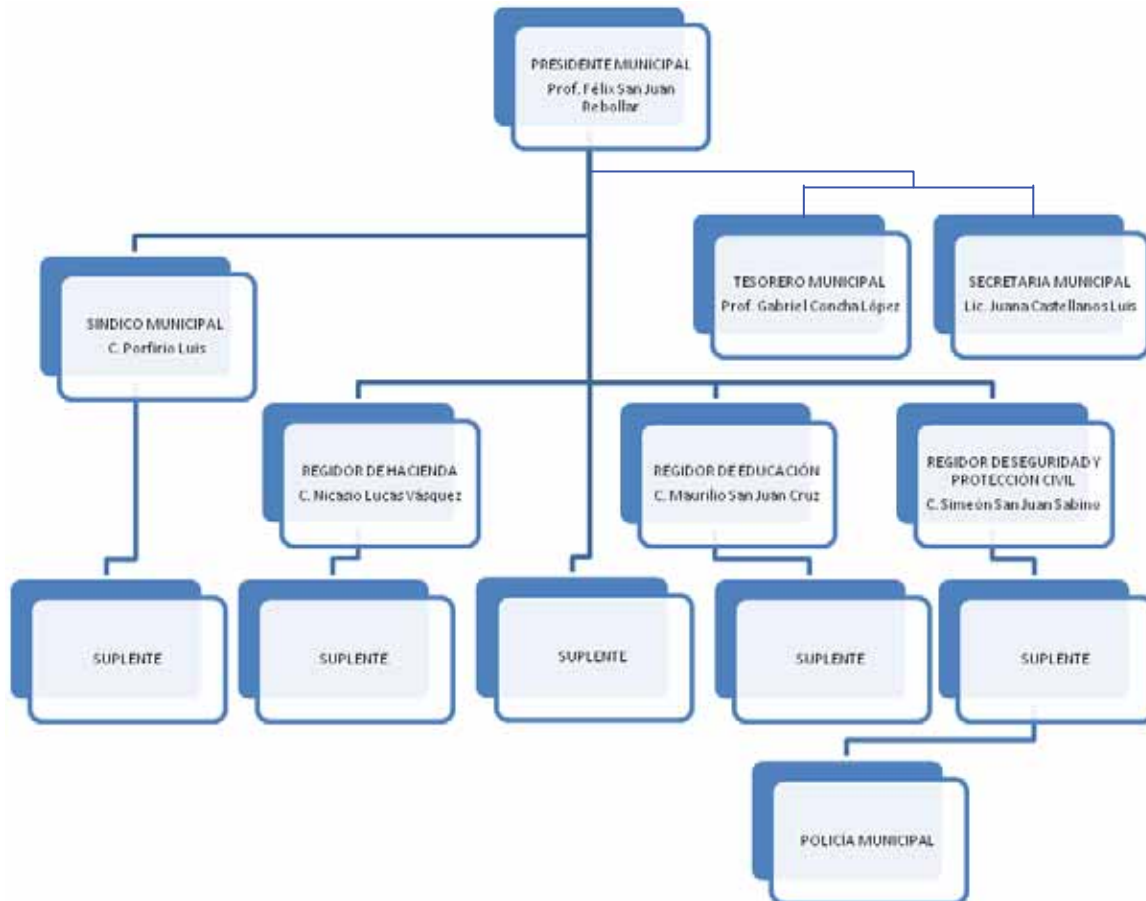 PRESIDENTE MUNICIPAL
Prof. Félix San Juan
Rebollar
TESORERO MUNICIPAL
Prof. Gabriel Concha López
SECRETARIA MUNICIPAL
Lic. Juana Castellanos Luis
SINDICO MUNICIPAL
C. Porfirio Luis
REGIDOR DE HACIENDA
C. Nicasio Lucas Vásquez
REGIDOR DE EDUCACIÓN
C. Maurilio San Juan Cruz
REGIDOR DE SEGURIDAD Y
PROTECCIÓN CIVIL
C. Simeón San Juan Sabino
SUPLENTE
SUPLENTE
SUPLENTE
SUPLENTE
SUPLENTE
POLICÍA MUNICIPAL